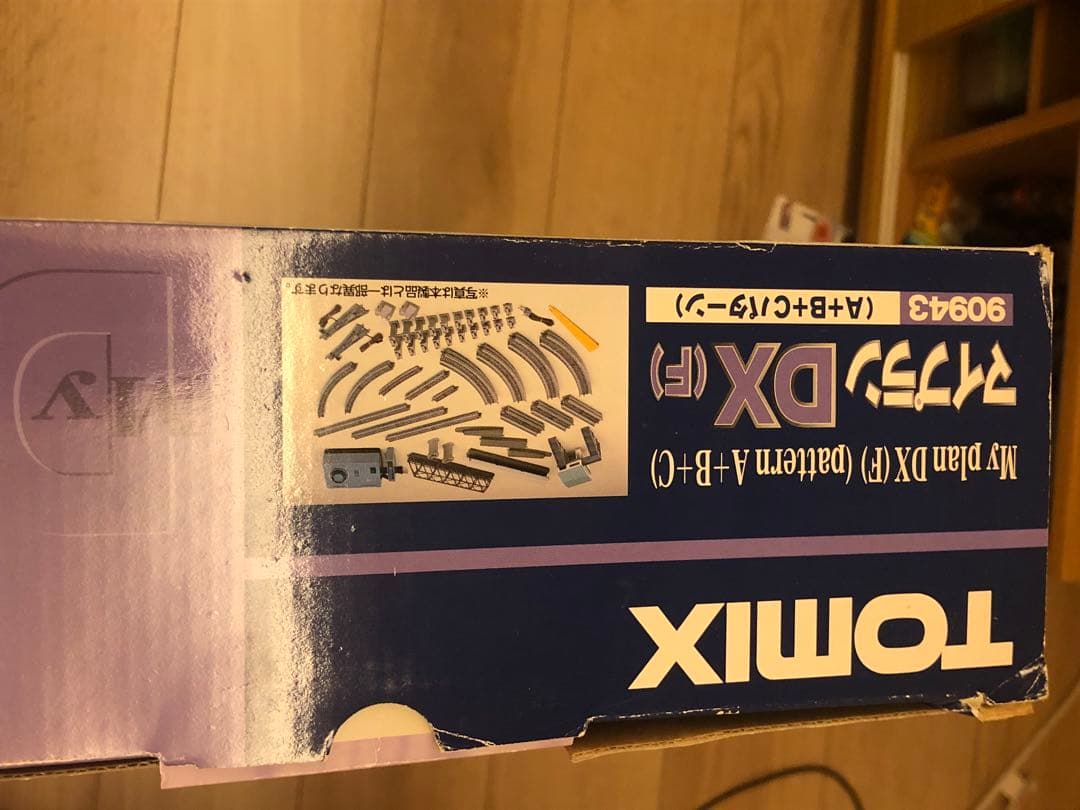 TOMIX
My plan DX (F) (pattern A+B+C)
マイプラン DX (F)
90943 (A+B+Cパターン)
※写真は本製品とは一部異なります。
My